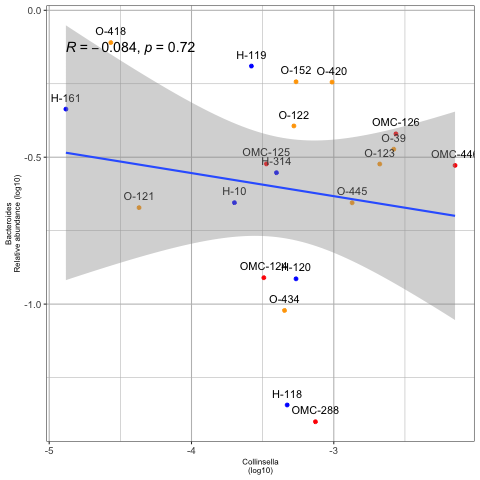 0.0
O-418
R = − 0.084, p = 0.72
H-119
O-152
O-420
H-161
O-122
OMC-126
O-39
OMC-125
O-123
H-314
-0.5
O-121
H-10
O-445
OMC-124
H-120
O-434
-1.0
H-118
OMC-288
Bacteroides
Relative abundance (log10)
-5
-4
-3
Collinsella
(log10)